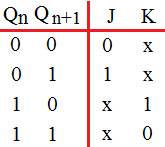 Qn Qn+1 J K
0 0 0 x
0 1 1 x
1 0 x 1
1 1 x 0